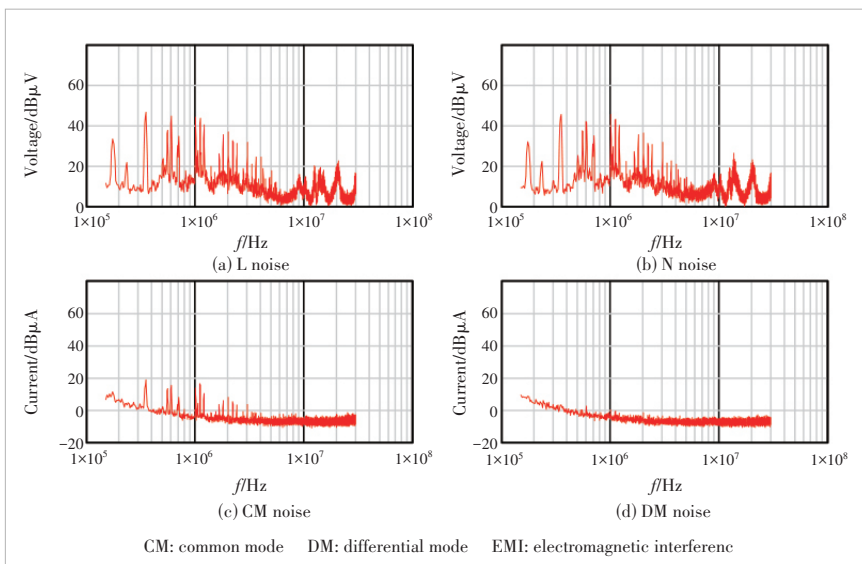 Voltage/dBμV
60
40
20
0
1×10⁵ 1×10⁶ 1×10⁷ 1×10⁸
f/Hz
(a) L noise
Voltage/dBμV
60
40
20
0
1×10⁵ 1×10⁶ 1×10⁷ 1×10⁸
f/Hz
(b) N noise
Current/dBμA
60
40
20
0
−20
1×10⁵ 1×10⁶ 1×10⁷ 1×10⁸
f/Hz
(c) CM noise
Current/dBμA
60
40
20
0
−20
1×10⁵ 1×10⁶ 1×10⁷ 1×10⁸
f/Hz
(d) DM noise
CM: common mode DM: differential mode EMI: electromagnetic interferenc